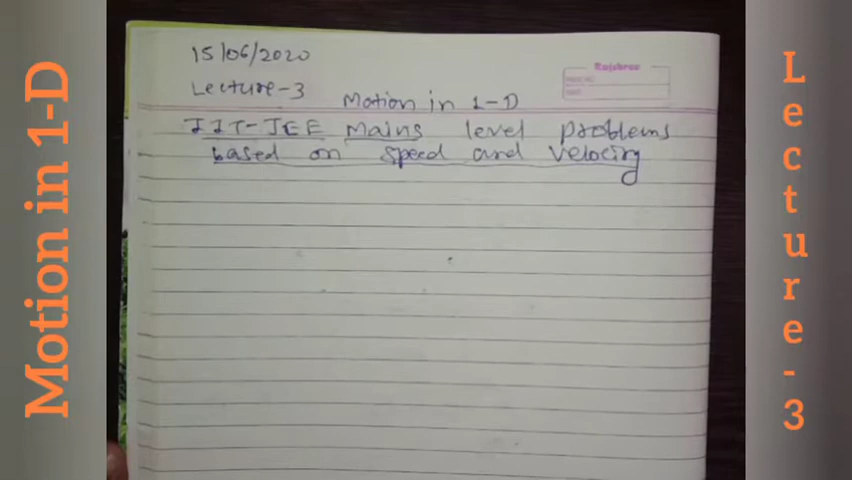 Motion in 1-D
15/06/2020
Lecture-3
Motion in 1-D
IIT-JEE Mains level problems
based on speed and velocity
Rajshree
Lecture-3